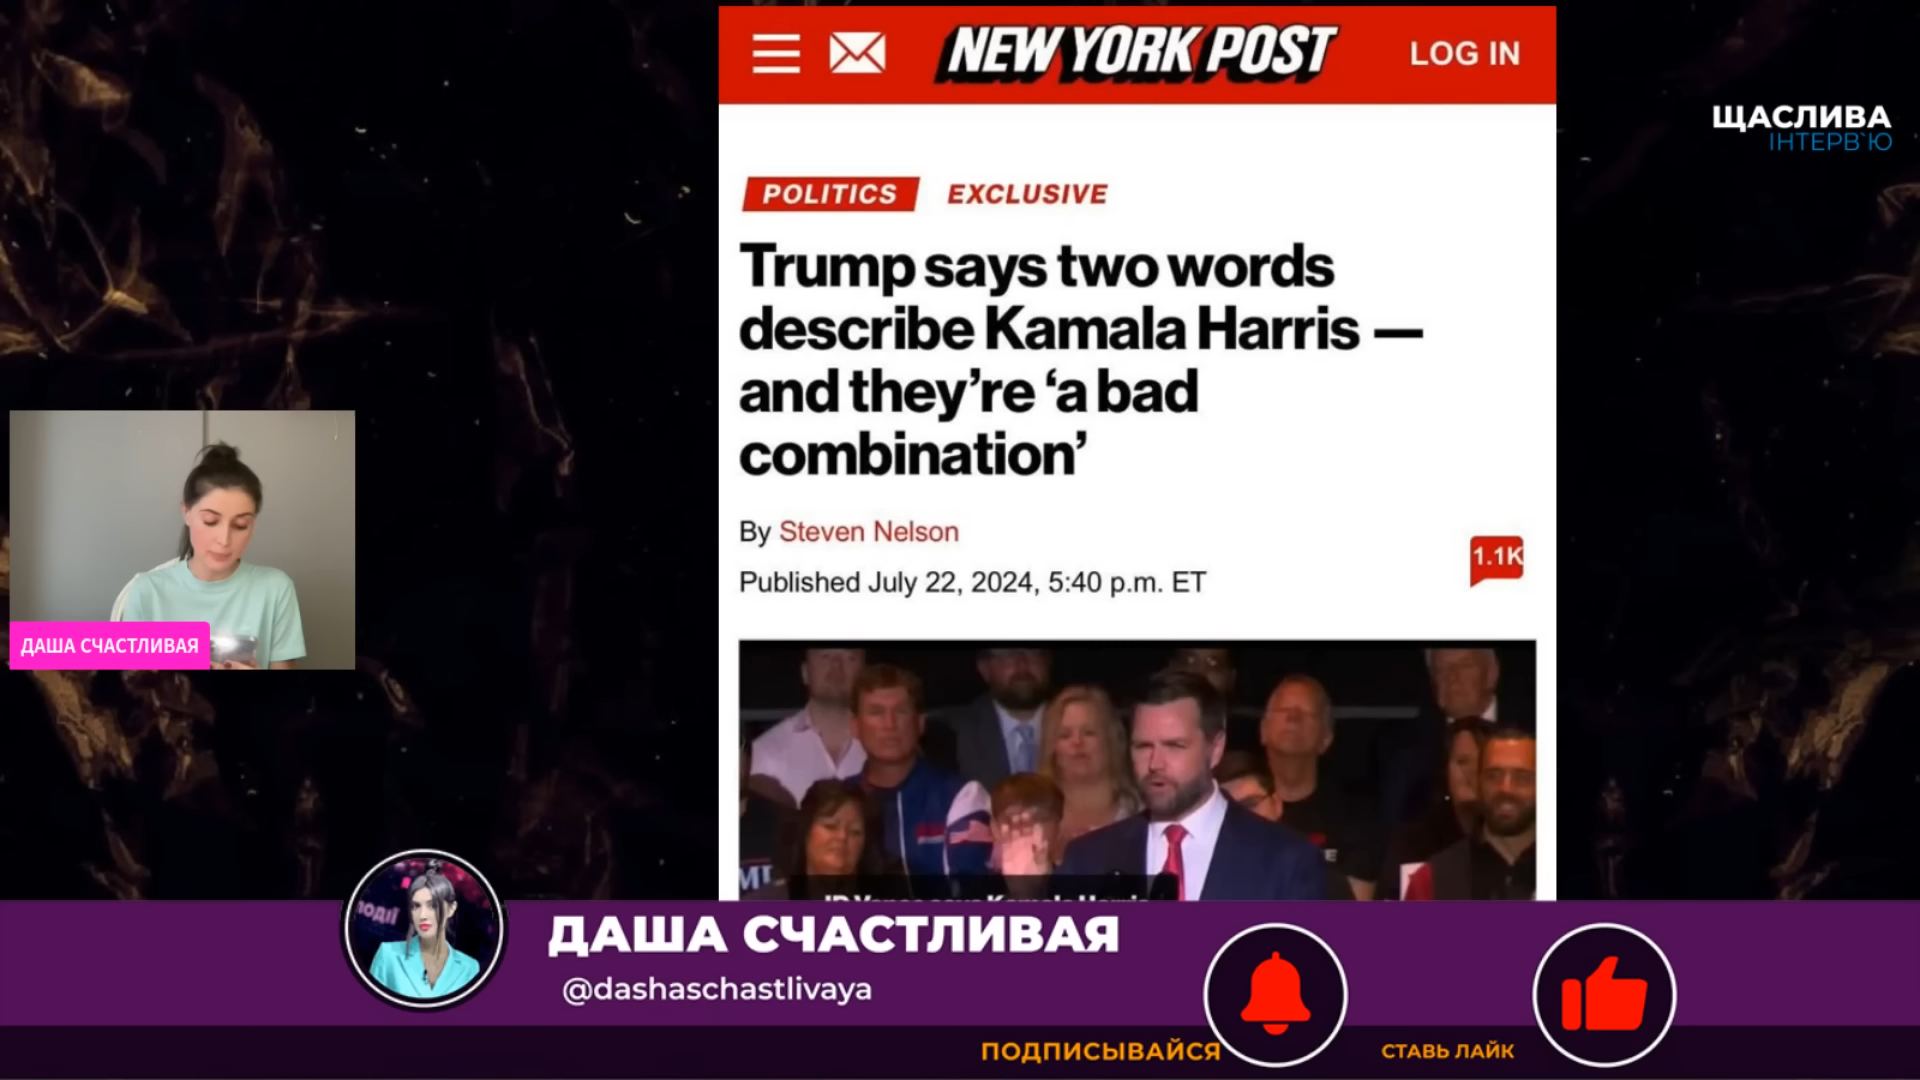 NEW YORK POST
LOG IN
ЩАСЛИВА
ІНТЕРВ`Ю
POLITICS EXCLUSIVE
Trump says two words
describe Kamala Harris —
and they’re ‘a bad
combination’
By Steven Nelson
1.1K
Published July 22, 2024, 5:40 p.m. ET
ДАША СЧАСТЛИВАЯ
ПОДІЇ
ДАША СЧАСТЛИВАЯ
@dashaschastlivaya
ПОДПИСЫВАЙСЯ
СТАВЬ ЛАЙК